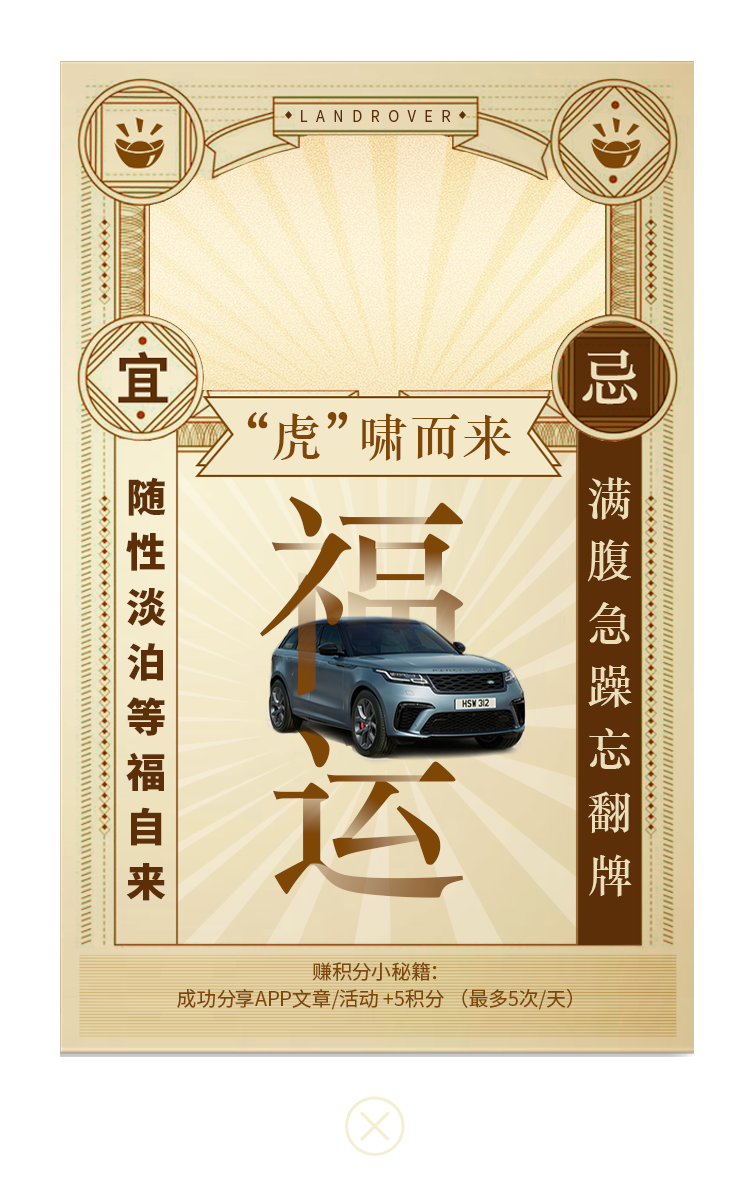 LANDROVER
宜
忌
“虎”啸而来
福运
HSW 312
随性淡泊等福自来
满腹急躁忘翻牌
赚积分小秘籍：
成功分享APP文章/活动 +5积分 （最多5次/天）